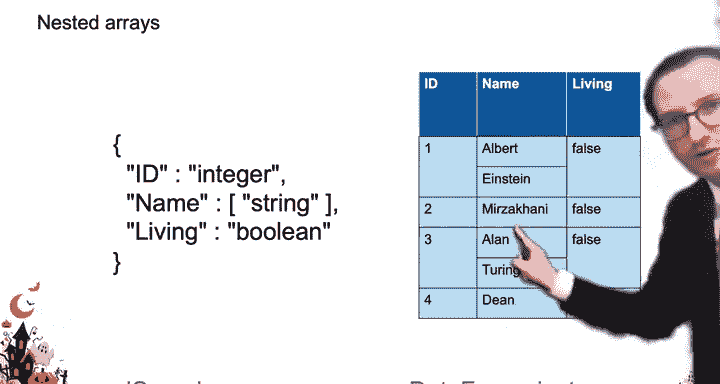 Nested arrays
{
"ID" : "integer",
"Name" : [ "string" ],
"Living" : "boolean"
}
ID Name Living
1 Albert false
Einstein
2 Mirzakhani false
3 Alan false
Turing
4 Dean